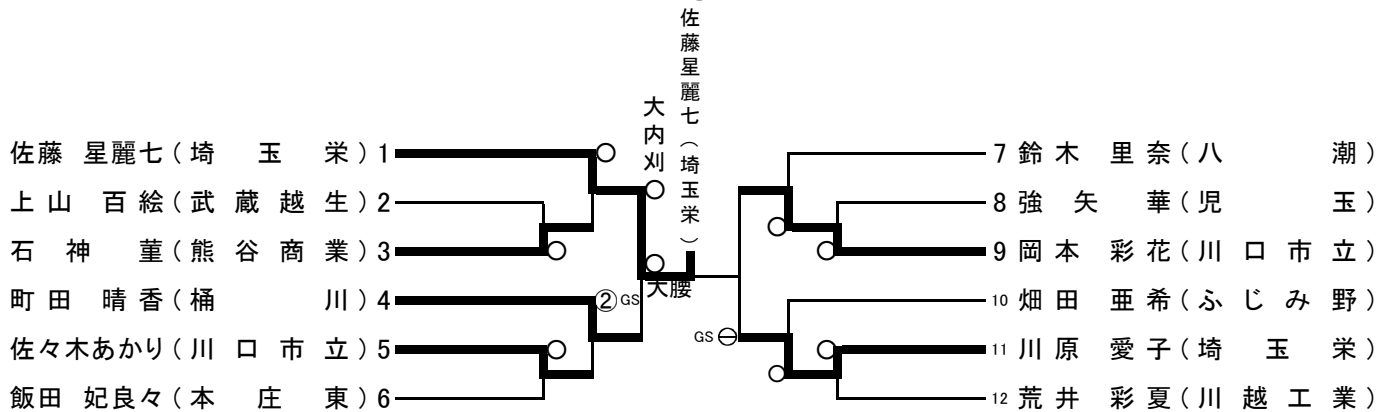 佐藤星麗七（埼玉栄）
大内刈
佐藤 星麗七（埼 玉 栄）1
上山 百絵（武蔵越生）2
石神 菫（熊谷商業）3
町田 晴香（桶 川）4
佐々木あかり（川口市立）5
飯田 妃良々（本庄東）6
②GS
大腰
GS
7 鈴木 里奈（八 潮）
8 強矢 華（児 玉）
9 岡本 彩花（川口市立）
10 畑田 亜希（ふじみ野）
11 川原 愛子（埼 玉 栄）
12 荒井 彩夏（川越工業）